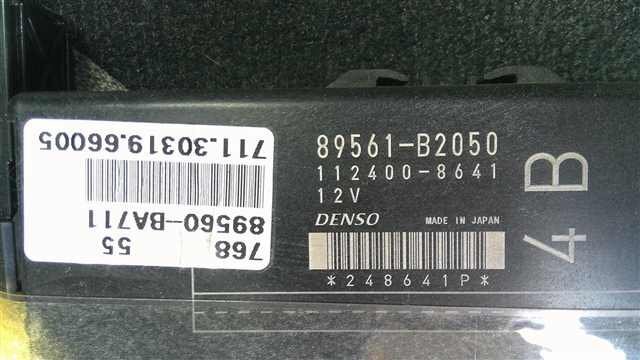 768
55
89560-BA711
711.30319.66005
89561-B2050
112400-8641
12V
DENSO MADE IN JAPAN
*248641P*
4B